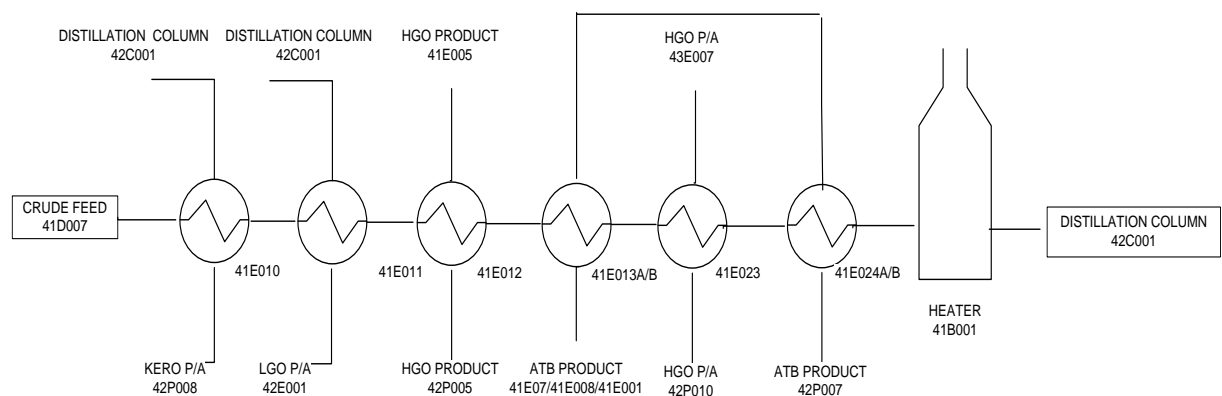 DISTILLATION COLUMN
42C001
DISTILLATION COLUMN
42C001
HGO PRODUCT
41E005
HGO P/A
43E007
CRUDE FEED
41D007
41E010
41E011
41E012
41E013A/B
41E023
41E024A/B
DISTILLATION COLUMN
42C001
HEATER
41B001
KERO P/A
42P008
LGO P/A
42E001
HGO PRODUCT
42P005
ATB PRODUCT
41E07/41E008/41E001
HGO P/A
42P010
ATB PRODUCT
42P007